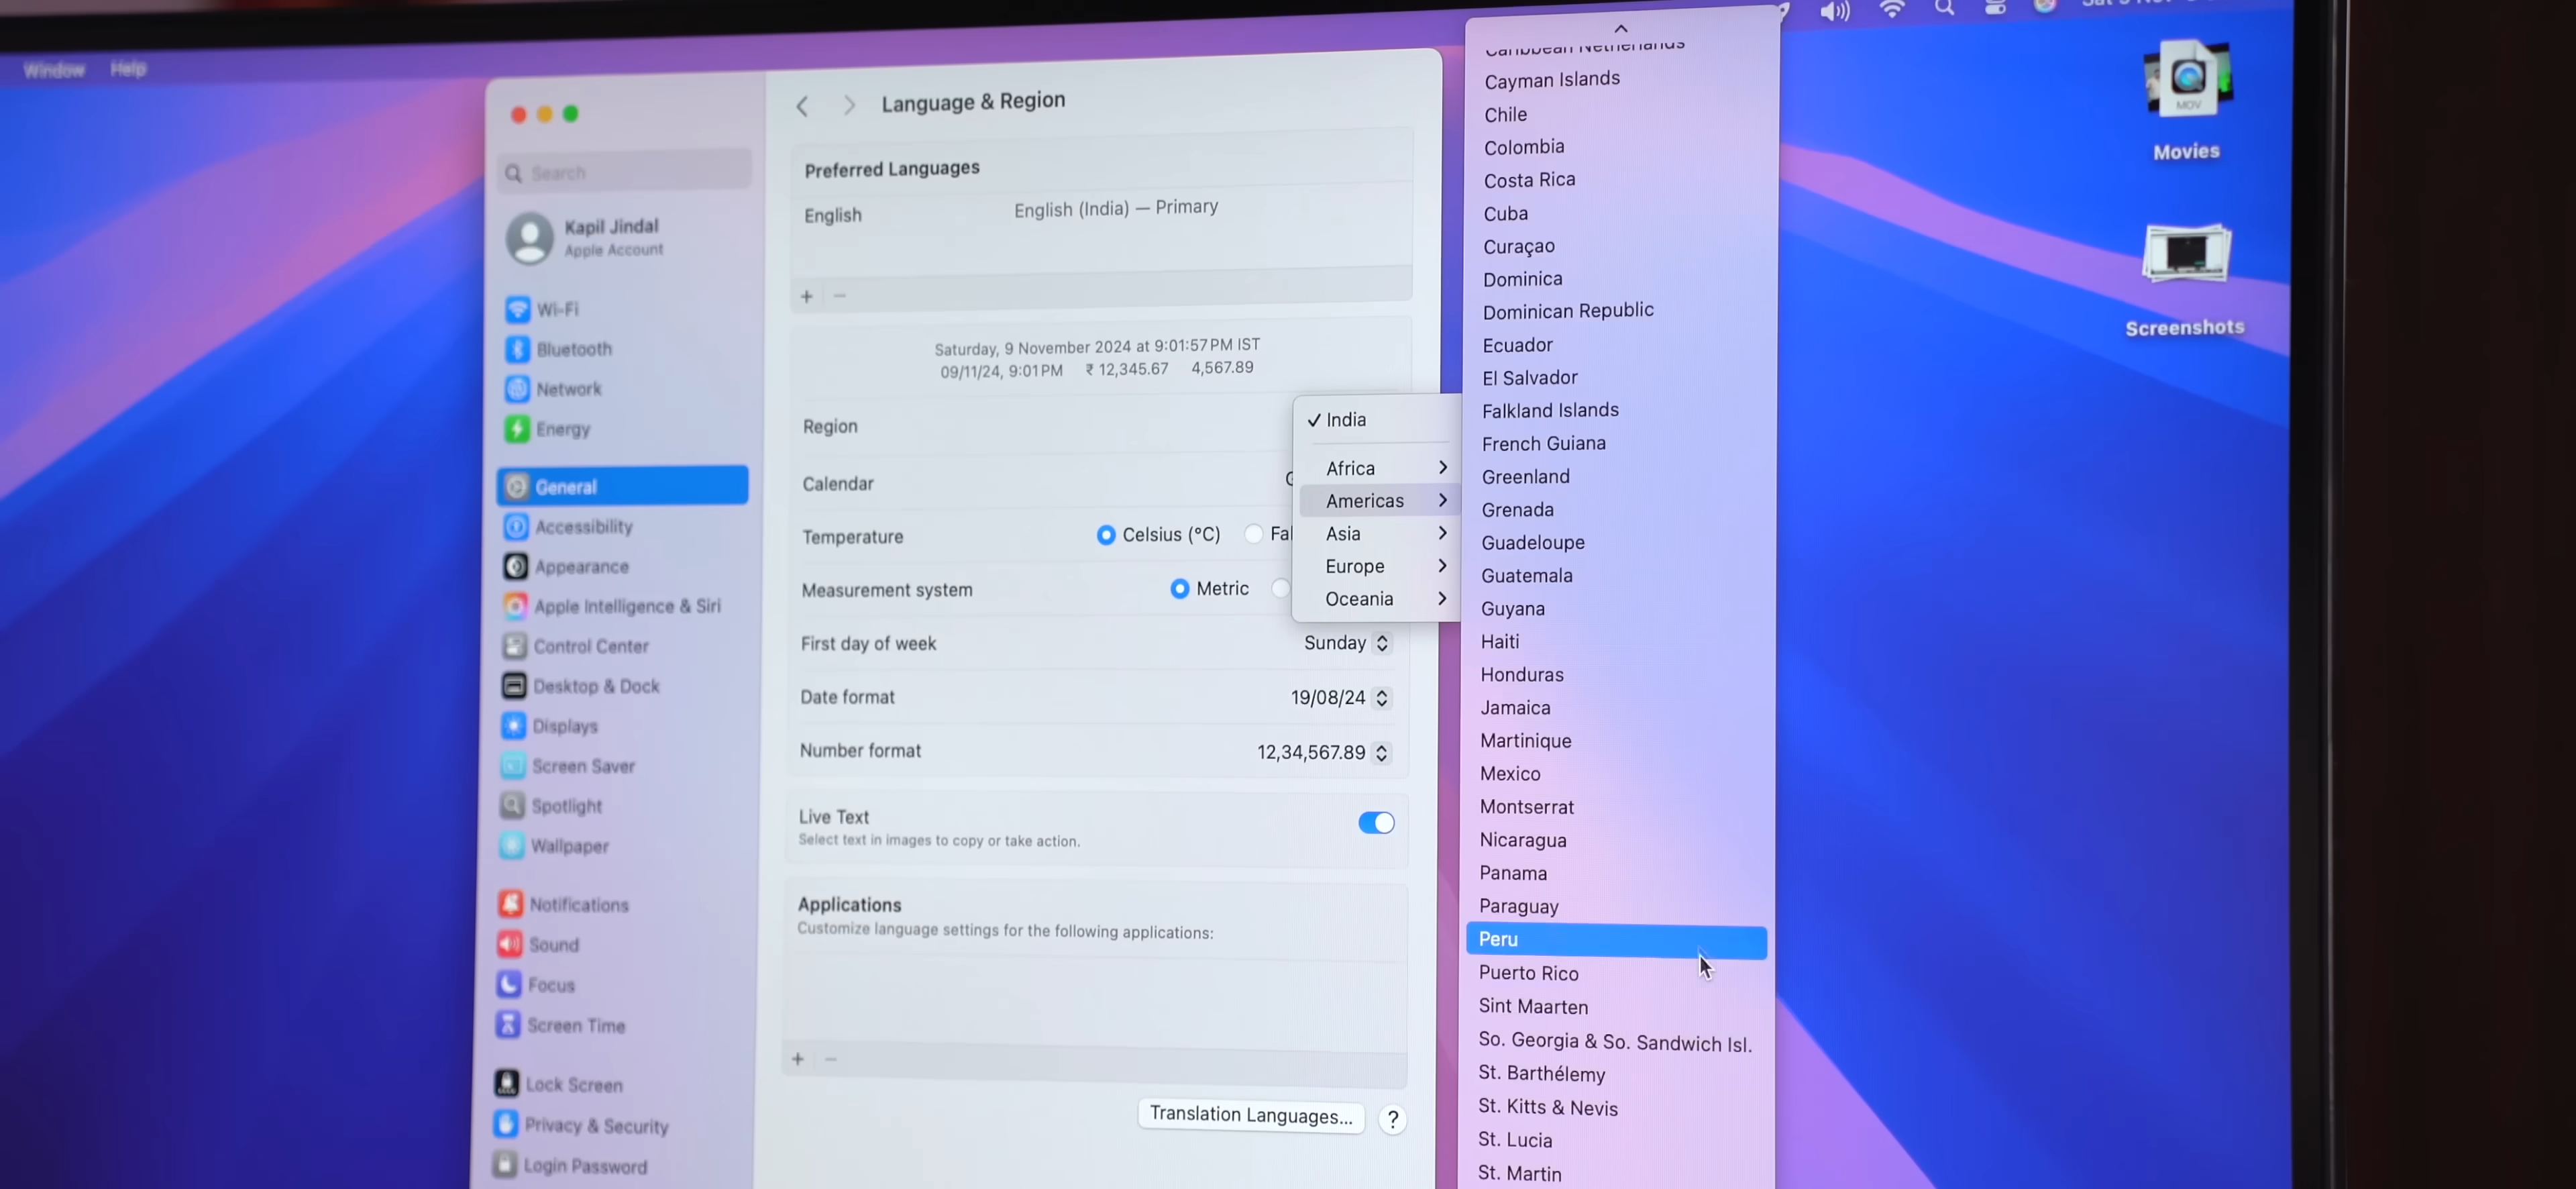 Window Help
Search
Kapil Jindal
Apple Account
Wi-Fi
Bluetooth
Network
Energy
General
Accessibility
Appearance
Apple Intelligence & Siri
Control Center
Desktop & Dock
Displays
Screen Saver
Spotlight
Wallpaper
Notifications
Sound
Focus
Screen Time
Lock Screen
Privacy & Security
Login Password
Language & Region
Preferred Languages
English English (India) — Primary
+ −
Saturday, 9 November 2024 at 9:01:57 PM IST
09/11/24, 9:01 PM ₹ 12,345.67 4,567.89
Region
Calendar
Temperature Celsius (°C)
Measurement system Metric
First day of week Sunday
Date format 19/08/24
Number format 12,34,567.89
Live Text
Select text in images to copy or take action.
Applications
Customize language settings for the following applications:
+ −
Translation Languages... ?
✓ India
Africa
Americas
Asia
Europe
Oceania
Caribbean Netherlands
Cayman Islands
Chile
Colombia
Costa Rica
Cuba
Curaçao
Dominica
Dominican Republic
Ecuador
El Salvador
Falkland Islands
French Guiana
Greenland
Grenada
Guadeloupe
Guatemala
Guyana
Haiti
Honduras
Jamaica
Martinique
Mexico
Montserrat
Nicaragua
Panama
Paraguay
Peru
Puerto Rico
Sint Maarten
So. Georgia & So. Sandwich Isl.
St. Barthélemy
St. Kitts & Nevis
St. Lucia
St. Martin
MOV
Movies
Screenshots